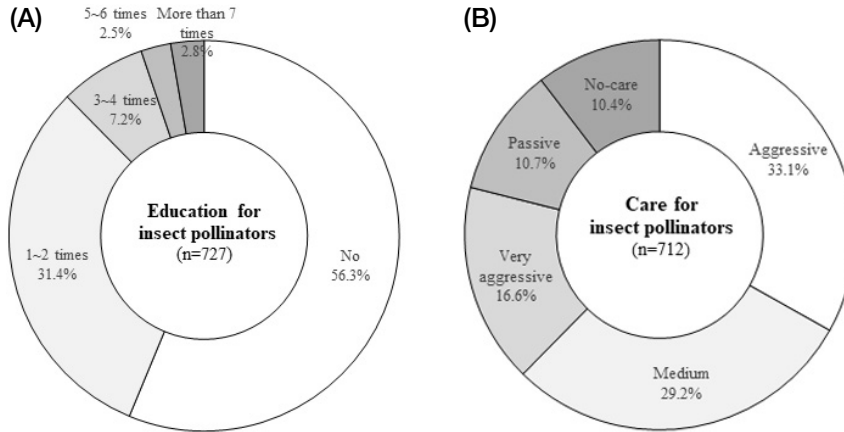 (A)
5~6 times
2.5%
More than 7
times
2.8%
3~4 times
7.2%
1~2 times
31.4%
Education for
insect pollinators
(n=727)
No
56.3%
(B)
No-care
10.4%
Passive
10.7%
Aggressive
33.1%
Care for
insect pollinators
(n=712)
Very
aggressive
16.6%
Medium
29.2%